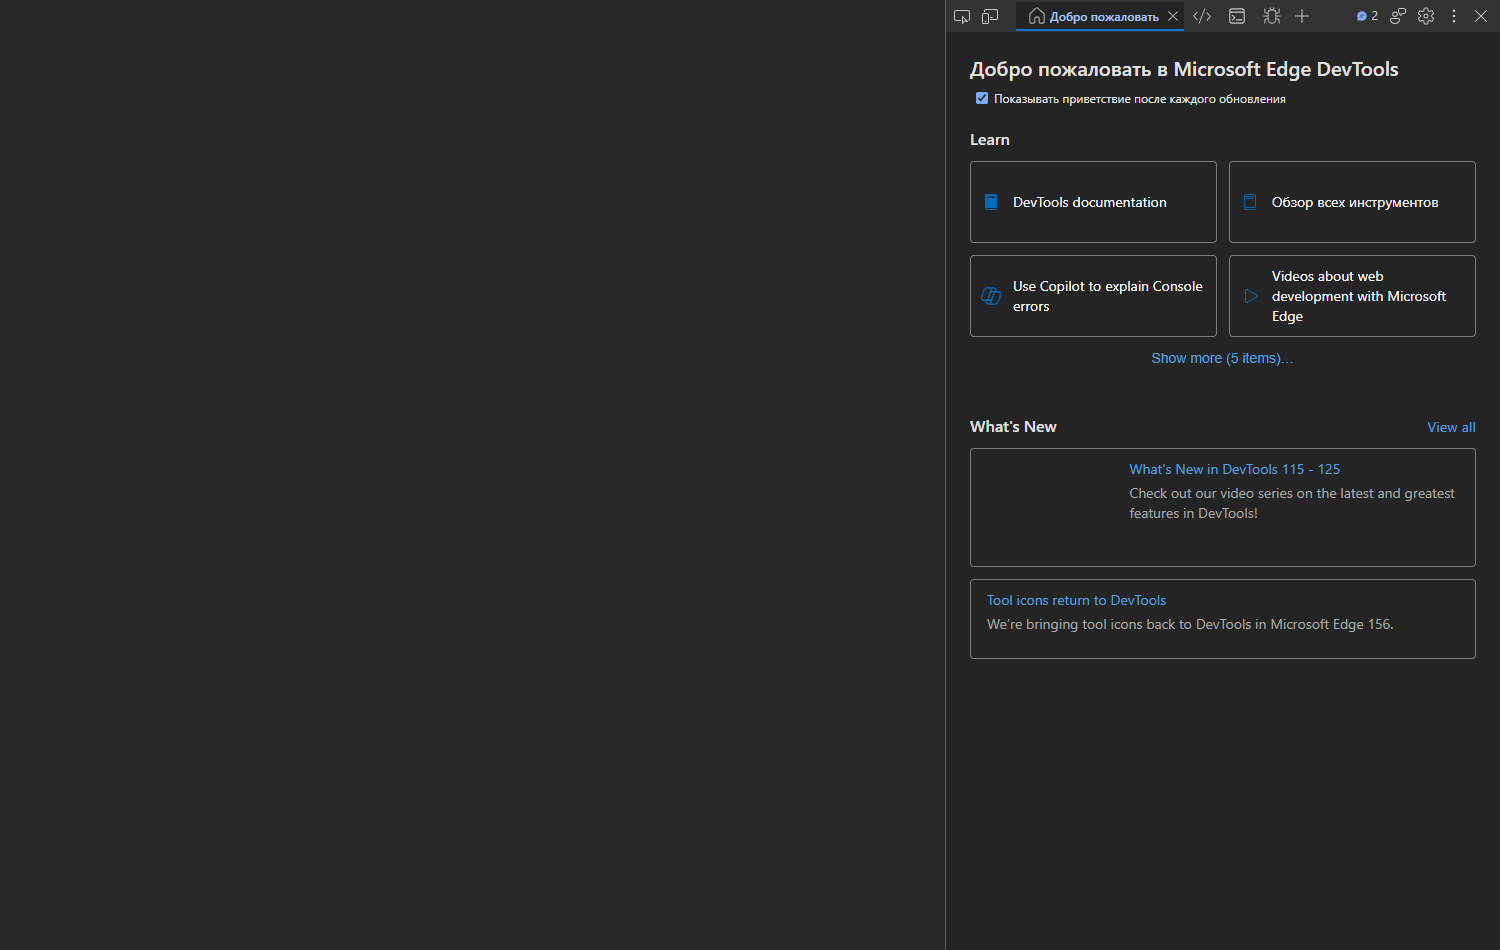 Добро пожаловать
2
Добро пожаловать в Microsoft Edge DevTools
Показывать приветствие после каждого обновления
Learn
DevTools documentation
Обзор всех инструментов
Use Copilot to explain Console
errors
Videos about web
development with Microsoft
Edge
Show more (5 items)...
What's New
View all
What's New in DevTools 115 - 125
Check out our video series on the latest and greatest
features in DevTools!
Tool icons return to DevTools
We're bringing tool icons back to DevTools in Microsoft Edge 156.